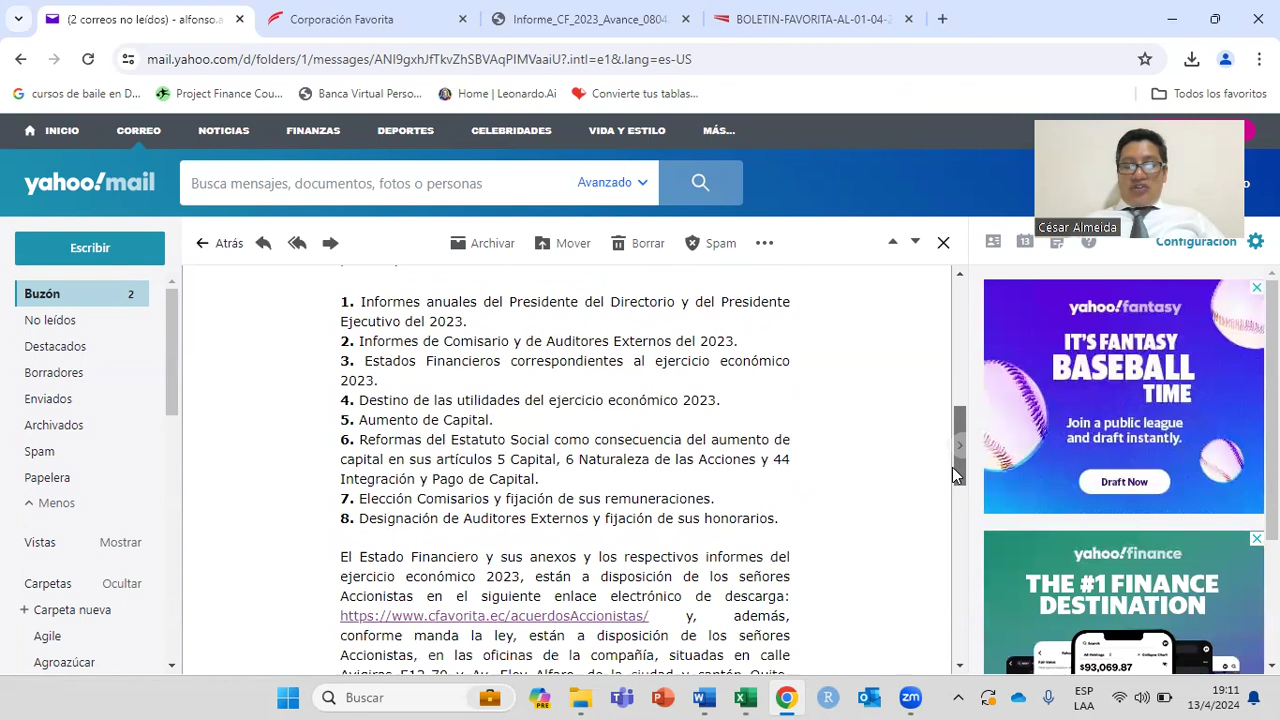 (2 correos no leídos) - alfonso.a
Corporación Favorita
Informe_CF_2023_Avance_0804
BOLETIN-FAVORITA-AL-01-04-2
mail.yahoo.com/d/folders/1/messages/ANI9gxhJfTkvZhSBVAqPIMVaaiU?.intl=e1&.lang=es-US
cursos de baile en D...
Project Finance Cou...
Banca Virtual Perso...
Home | Leonardo.Ai
Convierte tus tablas...
Todos los favoritos
INICIO
CORREO
NOTICIAS
FINANZAS
DEPORTES
CELEBRIDADES
VIDA Y ESTILO
MÁS...
yahoo!mail
Busca mensajes, documentos, fotos o personas
Avanzado
César Almeida
Escribir
Atrás
Archivar
Mover
Borrar
Spam
13
Configuración
Buzón 2
No leídos
Destacados
Borradores
Enviados
Archivados
Spam
Papelera
Menos
Vistas Mostrar
Carpetas Ocultar
+ Carpeta nueva
Agile
Agroazúcar
1. Informes anuales del Presidente del Directorio y del Presidente
Ejecutivo del 2023.
2. Informes de Comisario y de Auditores Externos del 2023.
3. Estados Financieros correspondientes al ejercicio económico
2023.
4. Destino de las utilidades del ejercicio económico 2023.
5. Aumento de Capital.
6. Reformas del Estatuto Social como consecuencia del aumento de
capital en sus artículos 5 Capital, 6 Naturaleza de las Acciones y 44
Integración y Pago de Capital.
7. Elección Comisarios y fijación de sus remuneraciones.
8. Designación de Auditores Externos y fijación de sus honorarios.
El Estado Financiero y sus anexos y los respectivos informes del
ejercicio económico 2023, están a disposición de los señores
Accionistas en el siguiente enlace electrónico de descarga:
https://www.cfavorita.ec/acuerdosAccionistas/ y, además,
conforme manda la ley, están a disposición de los señores
Accionistas, en las oficinas de la compañía, situadas en calle
yahoo!fantasy
IT'S FANTASY
BASEBALL
TIME
Join a public league
and draft instantly.
Draft Now
yahoo!finance
THE #1 FINANCE
DESTINATION
$93,069.87
Buscar
PRE
ESP
LAA
19:11
13/4/2024